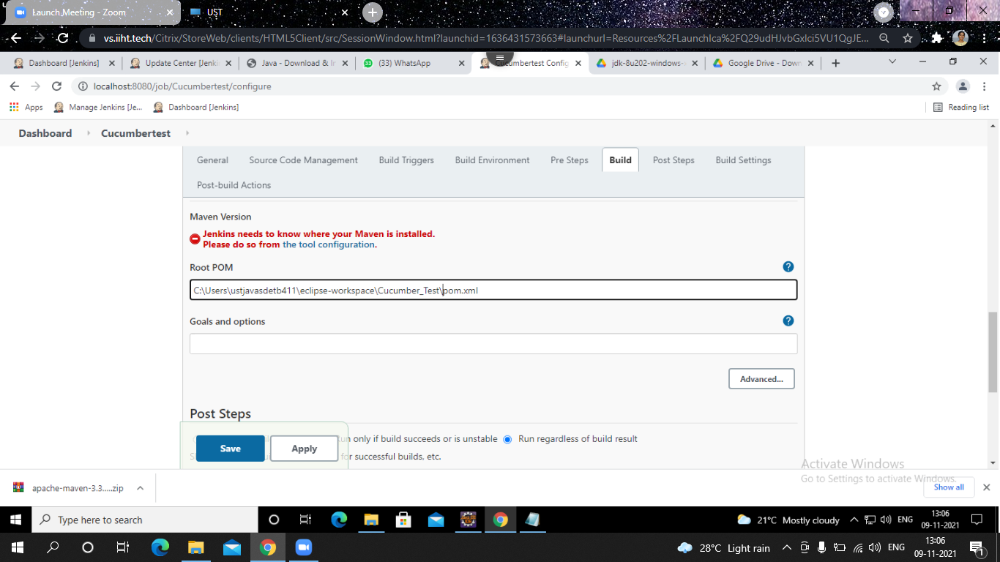 Launch Meeting - Zoom
UST
vs.iiht.tech/Citrix/StoreWeb/clients/HTML5Client/src/SessionWindow.html?launchid=1636431573663#launchurl=Resources%2FLaunchIca%2FQ29udHJvbGxlci5VU1QgJE...
Dashboard [Jenkins]
Update Center [Jenki
Java - Download & In
(33) WhatsApp
Cucumbertest Config
jdk-8u202-windows-
Google Drive - Down
localhost:8080/job/Cucumbertest/configure
Apps
Manage Jenkins [Je...
Dashboard [Jenkins]
Reading list
Dashboard
Cucumbertest
General
Source Code Management
Build Triggers
Build Environment
Pre Steps
Build
Post Steps
Build Settings
Post-build Actions
Maven Version
Jenkins needs to know where your Maven is installed.
Please do so from the tool configuration.
Root POM
?
C:\Users\ustjavasdetb411\eclipse-workspace\Cucumber_Test\pom.xml
Goals and options
?
Advanced...
Post Steps
only if build succeeds or is unstable
Run regardless of build result
for successful builds, etc.
Save
Apply
Activate Windows
Go to Settings to activate Windows.
apache-maven-3.3.....zip
Show all
Type here to search
21°C Mostly cloudy
ENG
13:06
09-11-2021
28°C Light rain
ENG
13:06
09-11-2021
1